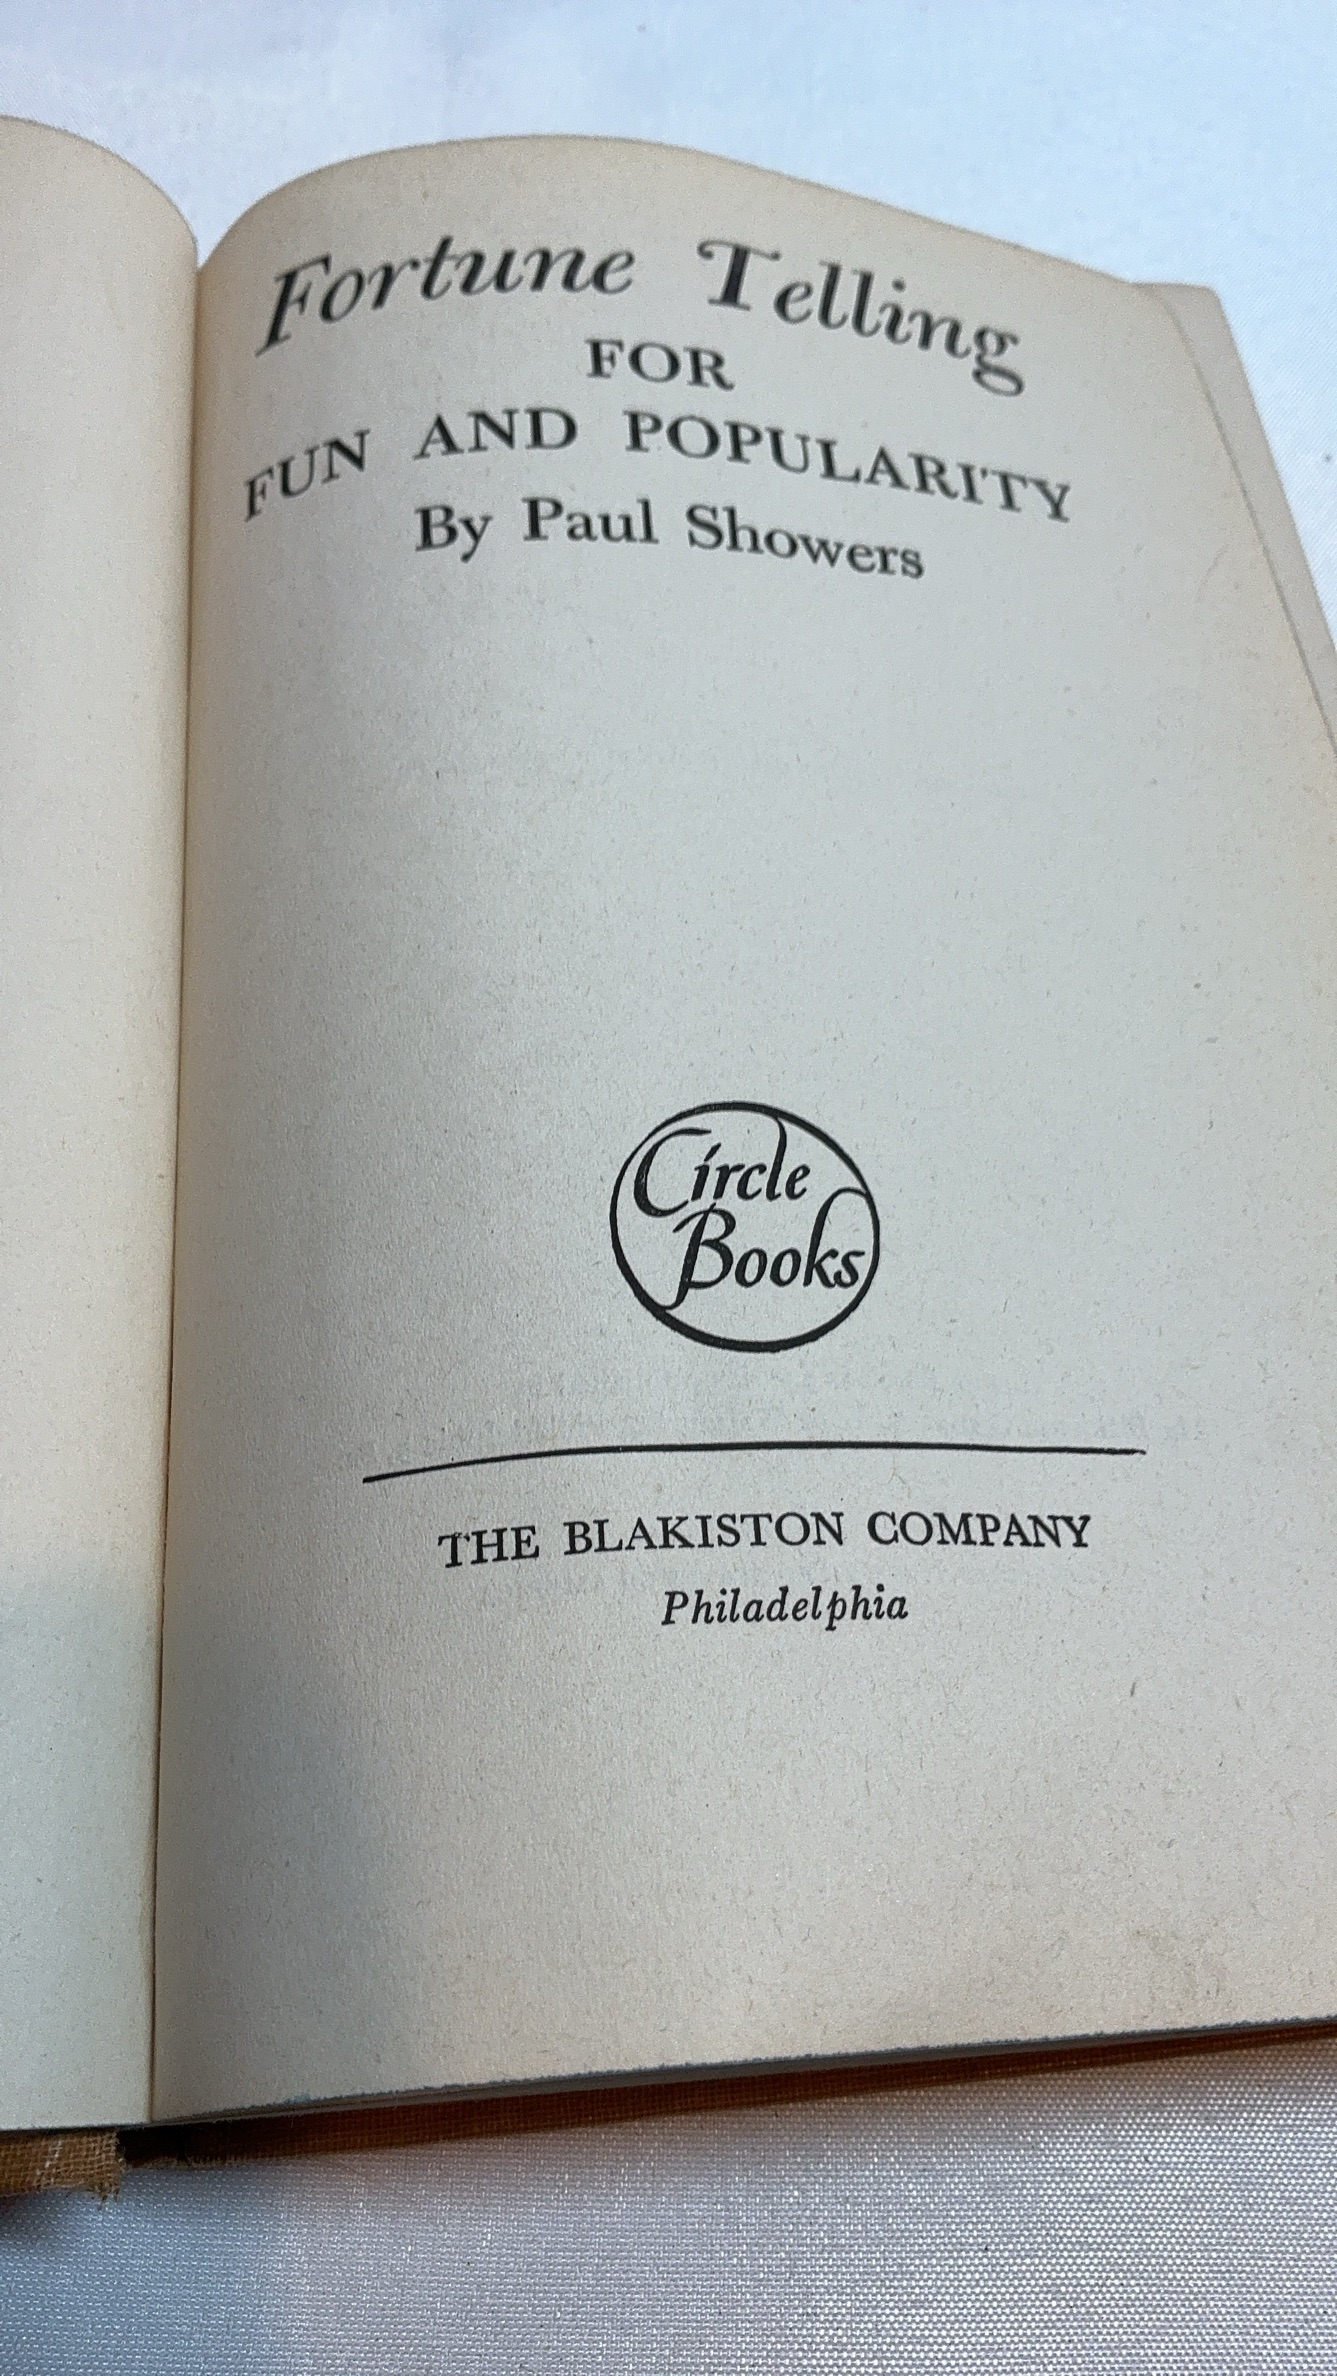 Fortune Telling
FOR
FUN AND POPULARITY
By Paul Showers
Circle
Books
THE BLAKISTON COMPANY
Philadelphia